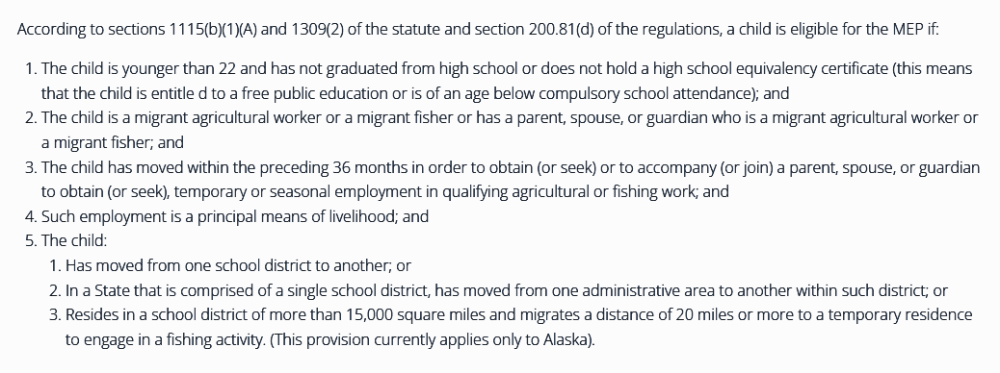 According to sections 1115(b)(1)(A) and 1309(2) of the statute and section 200.81(d) of the regulations, a child is eligible for the MEP if:
1. The child is younger than 22 and has not graduated from high school or does not hold a high school equivalency certificate (this means
that the child is entitle d to a free public education or is of an age below compulsory school attendance); and
2. The child is a migrant agricultural worker or a migrant fisher or has a parent, spouse, or guardian who is a migrant agricultural worker or
a migrant fisher; and
3. The child has moved within the preceding 36 months in order to obtain (or seek) or to accompany (or join) a parent, spouse, or guardian
to obtain (or seek), temporary or seasonal employment in qualifying agricultural or fishing work; and
4. Such employment is a principal means of livelihood; and
5. The child:
1. Has moved from one school district to another; or
2. In a State that is comprised of a single school district, has moved from one administrative area to another within such district; or
3. Resides in a school district of more than 15,000 square miles and migrates a distance of 20 miles or more to a temporary residence
to engage in a fishing activity. (This provision currently applies only to Alaska).